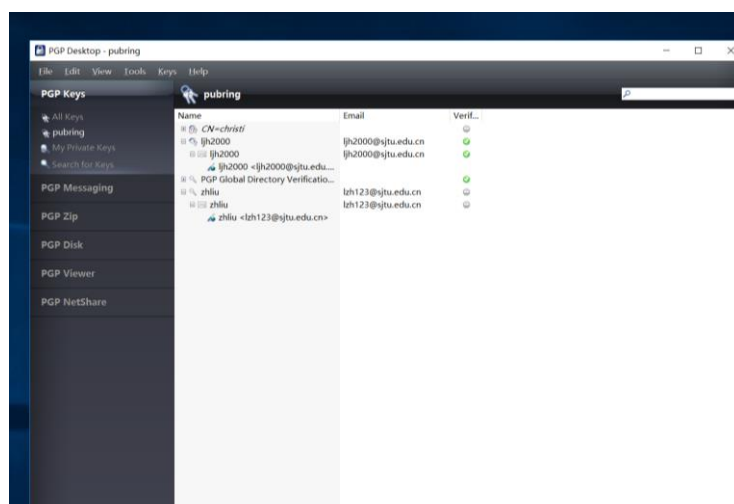 PGP Desktop - pubring
File Edit View Tools Keys Help
PGP Keys
pubring
All Keys
pubring
My Private Keys
Search for Keys
PGP Messaging
PGP Zip
PGP Disk
PGP Viewer
PGP NetShare
Name Email Verif...
CN=christi
ljh2000 ljh2000@sjtu.edu.cn
ljh2000 ljh2000@sjtu.edu.cn
ljh2000 <ljh2000@sjtu.edu....
PGP Global Directory Verificatio...
zhliu lzh123@sjtu.edu.cn
zhliu lzh123@sjtu.edu.cn
zhliu <lzh123@sjtu.edu.cn>